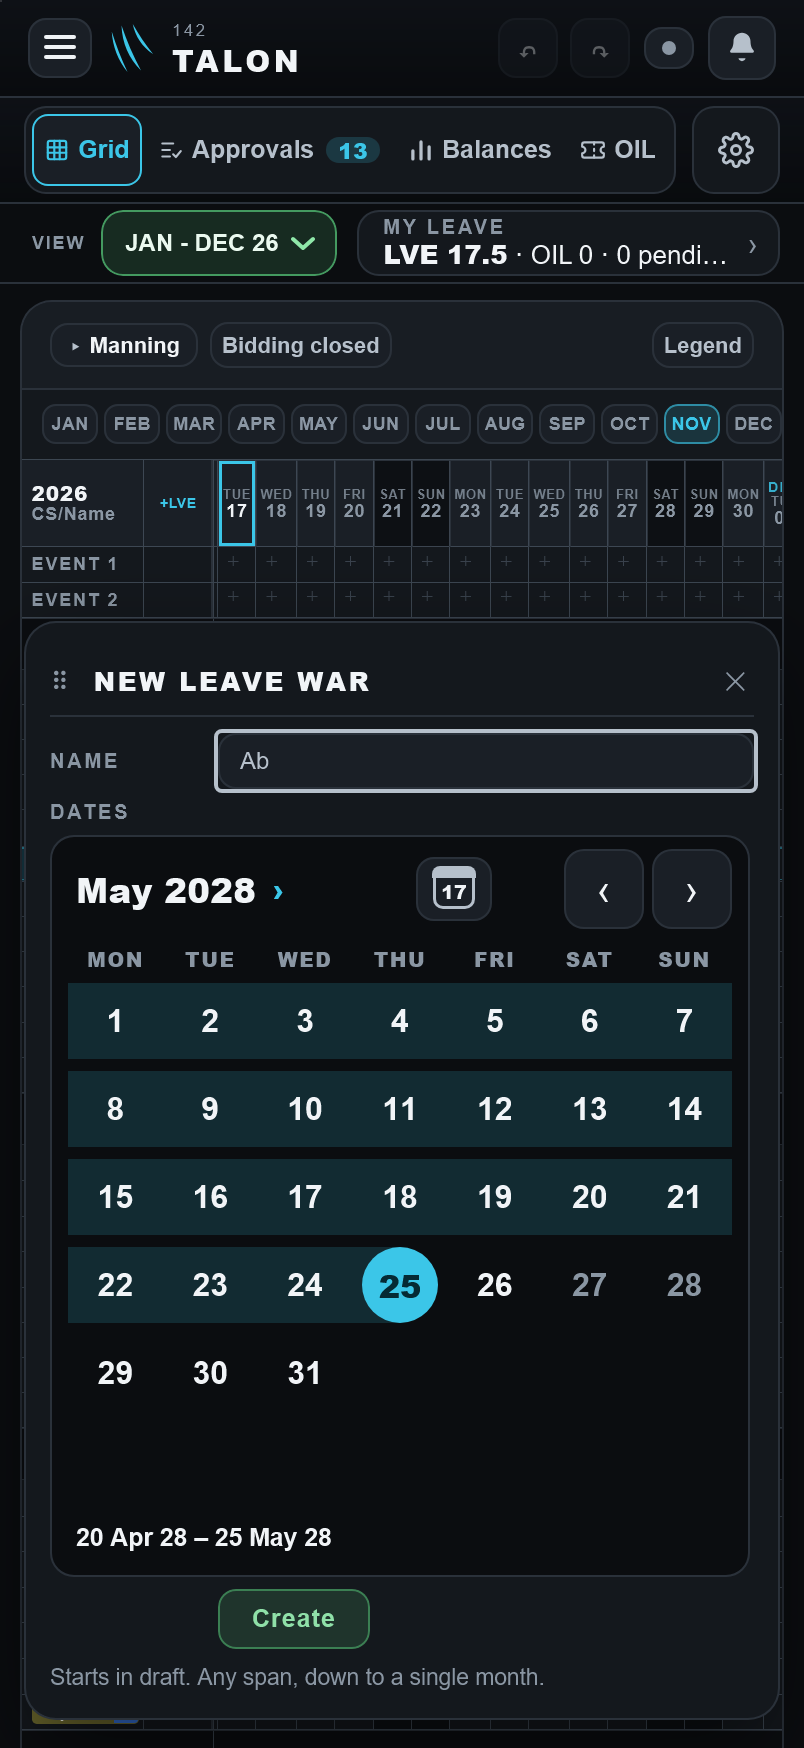 142
TALON
Grid
Approvals 13
Balances
OIL
VIEW
JAN - DEC 26
MY LEAVE
LVE 17.5 · OIL 0 · 0 pendi…
›
▸ Manning
Bidding closed
Legend
JAN FEB MAR APR MAY JUN JUL AUG SEP OCT NOV DEC
2026
CS/Name
+LVE
TUE 17
WED 18
THU 19
FRI 20
SAT 21
SUN 22
MON 23
TUE 24
WED 25
THU 26
FRI 27
SAT 28
SUN 29
MON 30
EVENT 1 + + + + + + + + + + + + + + +
EVENT 2 + + + + + + + + + + + + + + +
NEW LEAVE WAR
NAME
Ab
DATES
May 2028 ›
17
‹ ›
MON TUE WED THU FRI SAT SUN
1 2 3 4 5 6 7
8 9 10 11 12 13 14
15 16 17 18 19 20 21
22 23 24 25 26 27 28
29 30 31
20 Apr 28 – 25 May 28
Create
Starts in draft. Any span, down to a single month.